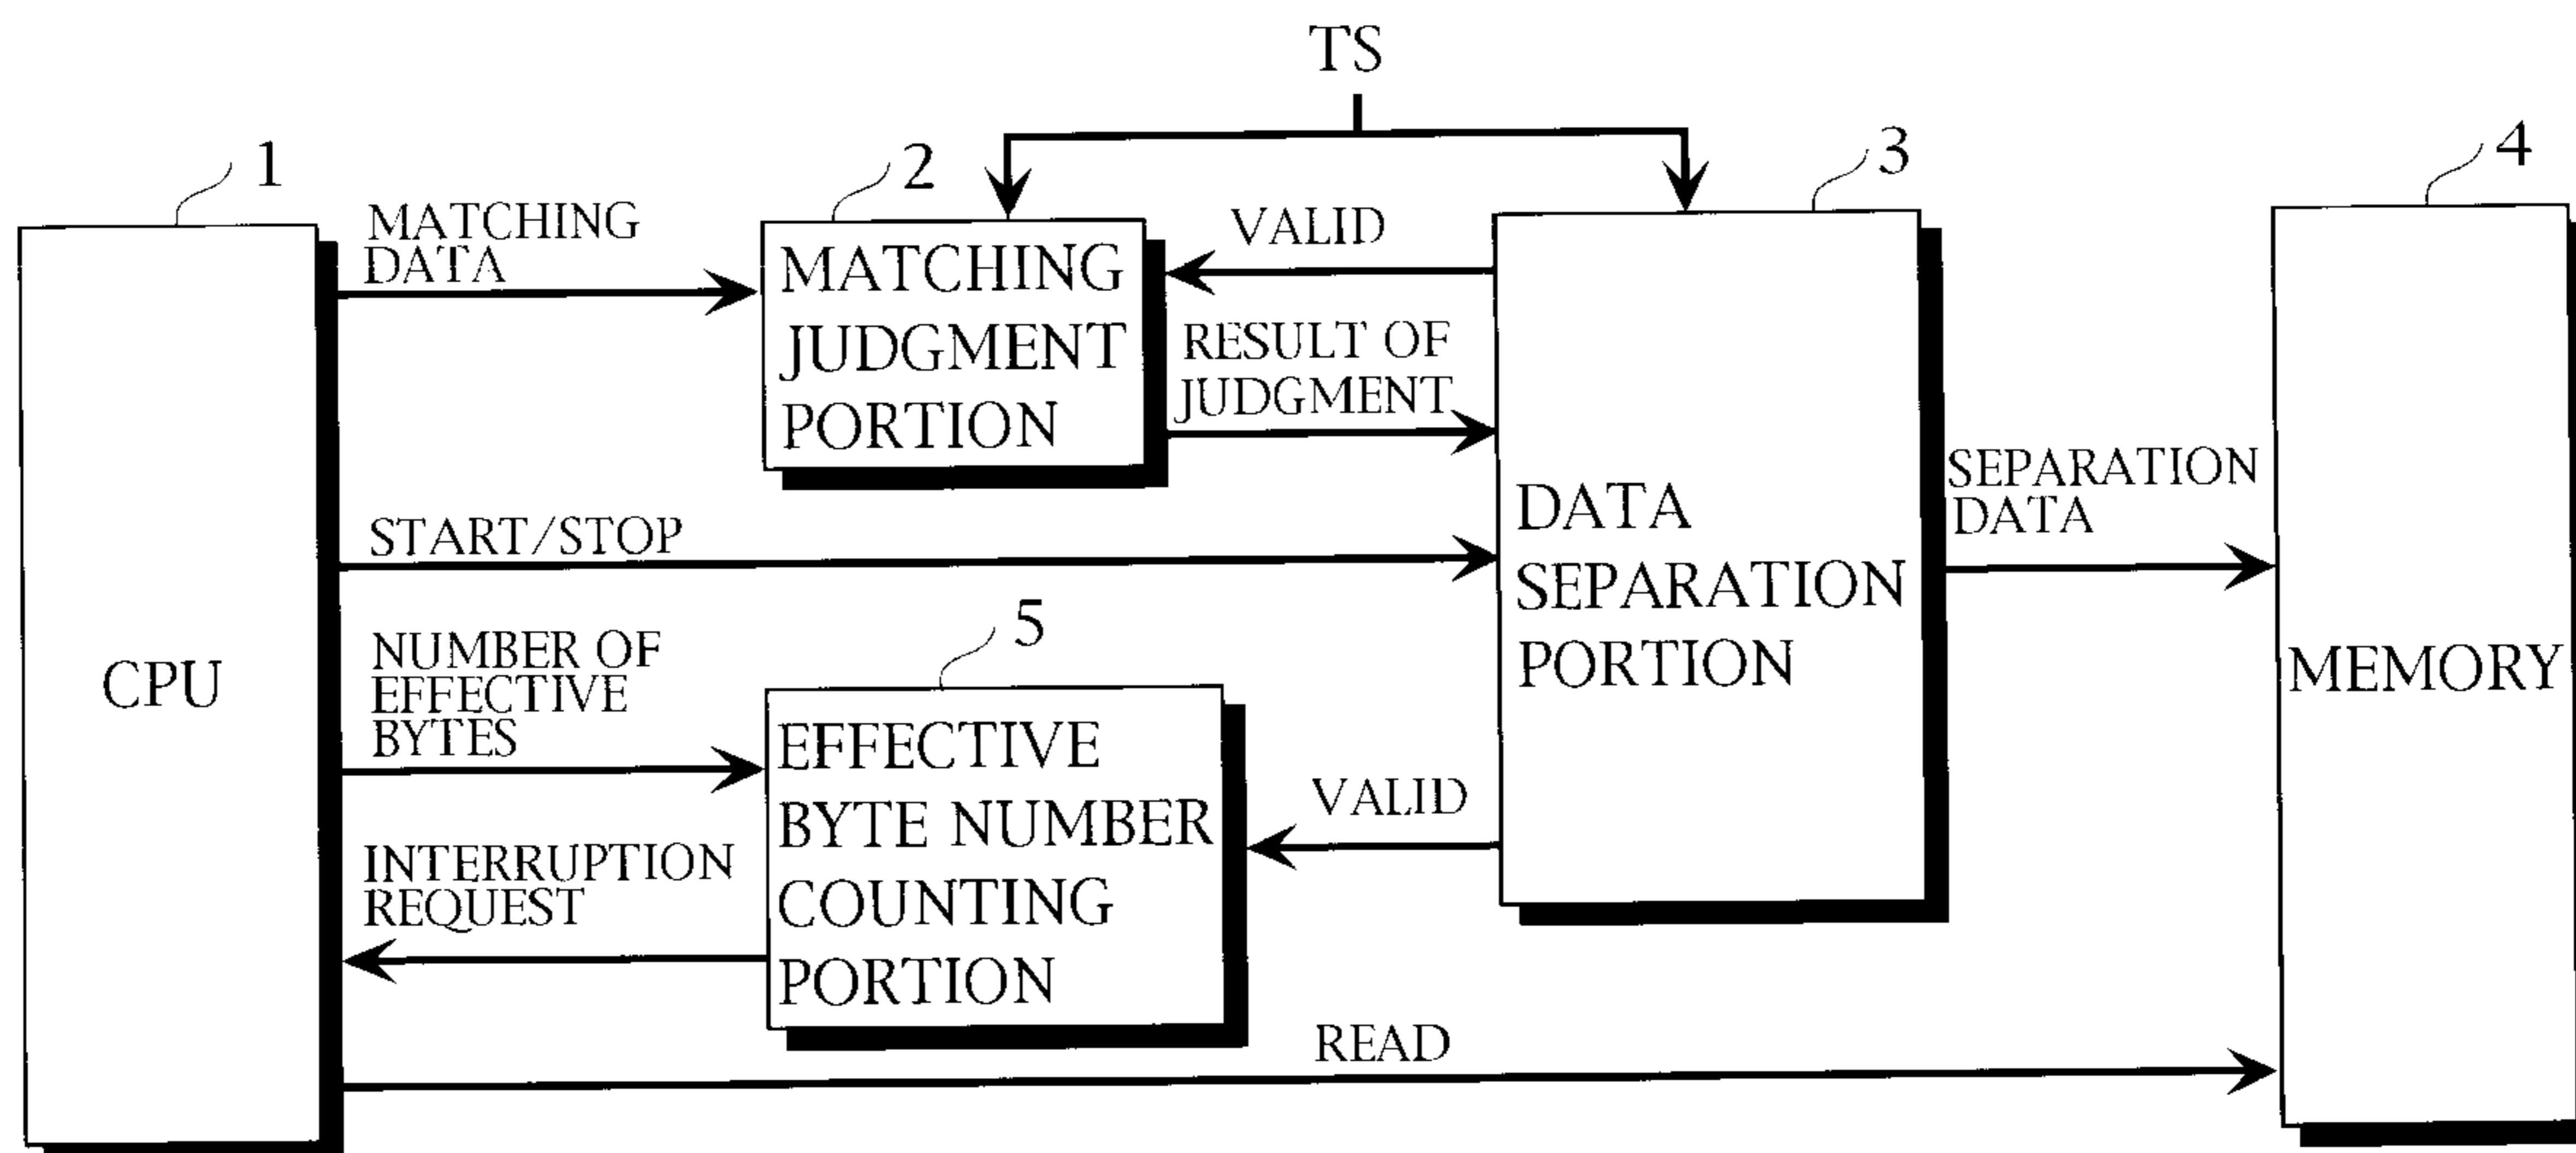 TS
1
2
3
4
MATCHING
DATA
MATCHING
JUDGMENT
PORTION
VALID
RESULT OF
JUDGMENT
START/STOP
DATA
SEPARATION
PORTION
SEPARATION
DATA
CPU
NUMBER OF
EFFECTIVE
BYTES
5
EFFECTIVE
BYTE NUMBER
COUNTING
PORTION
VALID
INTERRUPTION
REQUEST
READ
MEMORY